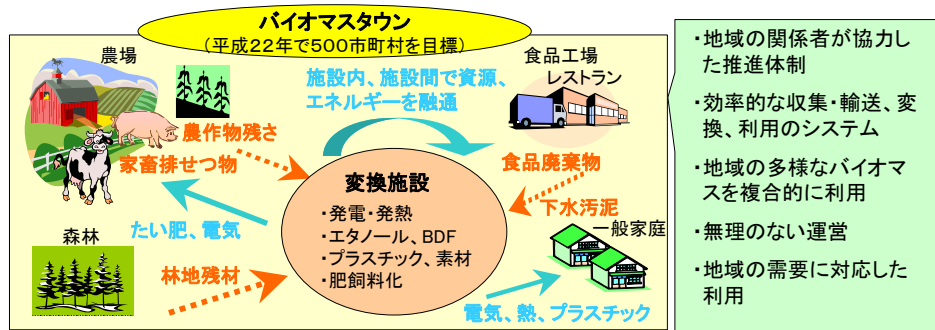 バイオマスタウン
(平成22年で500市町村を目標)
農場
農作物残さ
家畜排せつ物
たい肥、電気
森林
林地残材
施設内、施設間で資源、
エネルギーを融通
変換施設
・発電・発熱
・エタノール、BDF
・プラスチック、素材
・肥飼料化
食品工場
レストラン
食品廃棄物
下水汚泥
一般家庭
電気、熱、プラスチック
・地域の関係者が協力し
た推進体制
・効率的な収集・輸送、変
換、利用のシステム
・地域の多様なバイオマ
スを複合的に利用
・無理のない運営
・地域の需要に対応した
利用